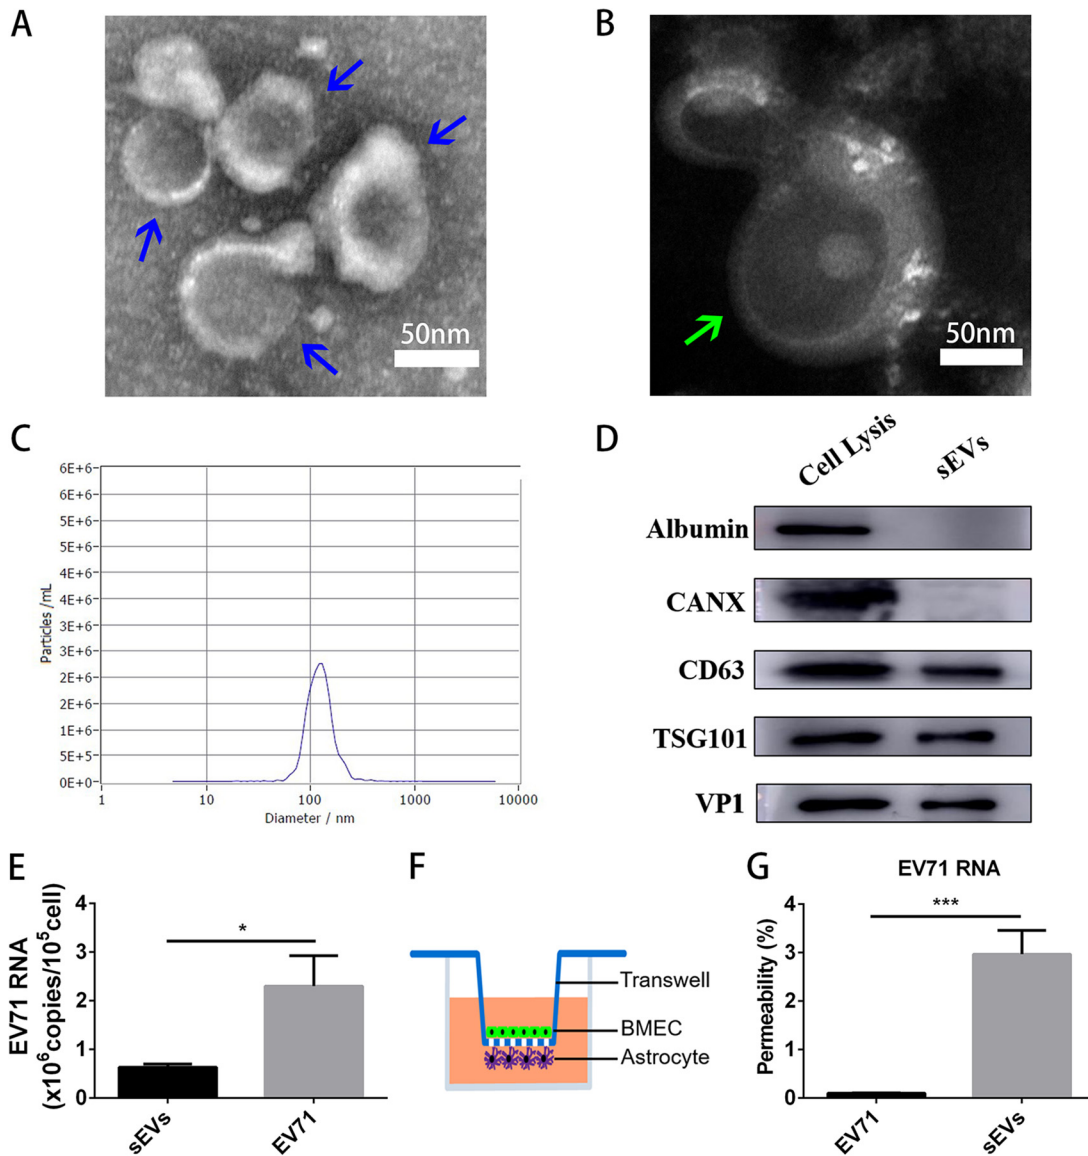 A
50nm
B
50nm
C
6E+6
6E+6
5E+6
5E+6
4E+6
4E+6
3E+6
3E+6
2E+6
2E+6
1E+6
1E+6
5E+5
0E+0
Particles /mL
1
10
100
1000
10000
Diameter / nm
D
Cell Lysis
sEVs
Albumin
CANX
CD63
TSG101
VP1
E
EV71 RNA
(x10⁶copies/10⁵cell)
4
3
2
1
0
*
sEVs
EV71
F
Transwell
BMEC
Astrocyte
G
EV71 RNA
Permeability (%)
4
3
2
1
0
***
EV71
sEVs